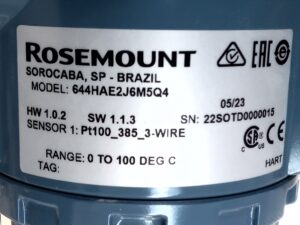 ROSEMOUNT
SOROCABA, SP - BRAZIL
MODEL: 644HAE2J6M5Q4
05/23
HW 1.0.2 SW 1.1.3 SN: 22SOTD0000015
SENSOR 1: Pt100_385_3-WIRE
RANGE: 0 TO 100 DEG C
TAG:
HART
EAC
CE